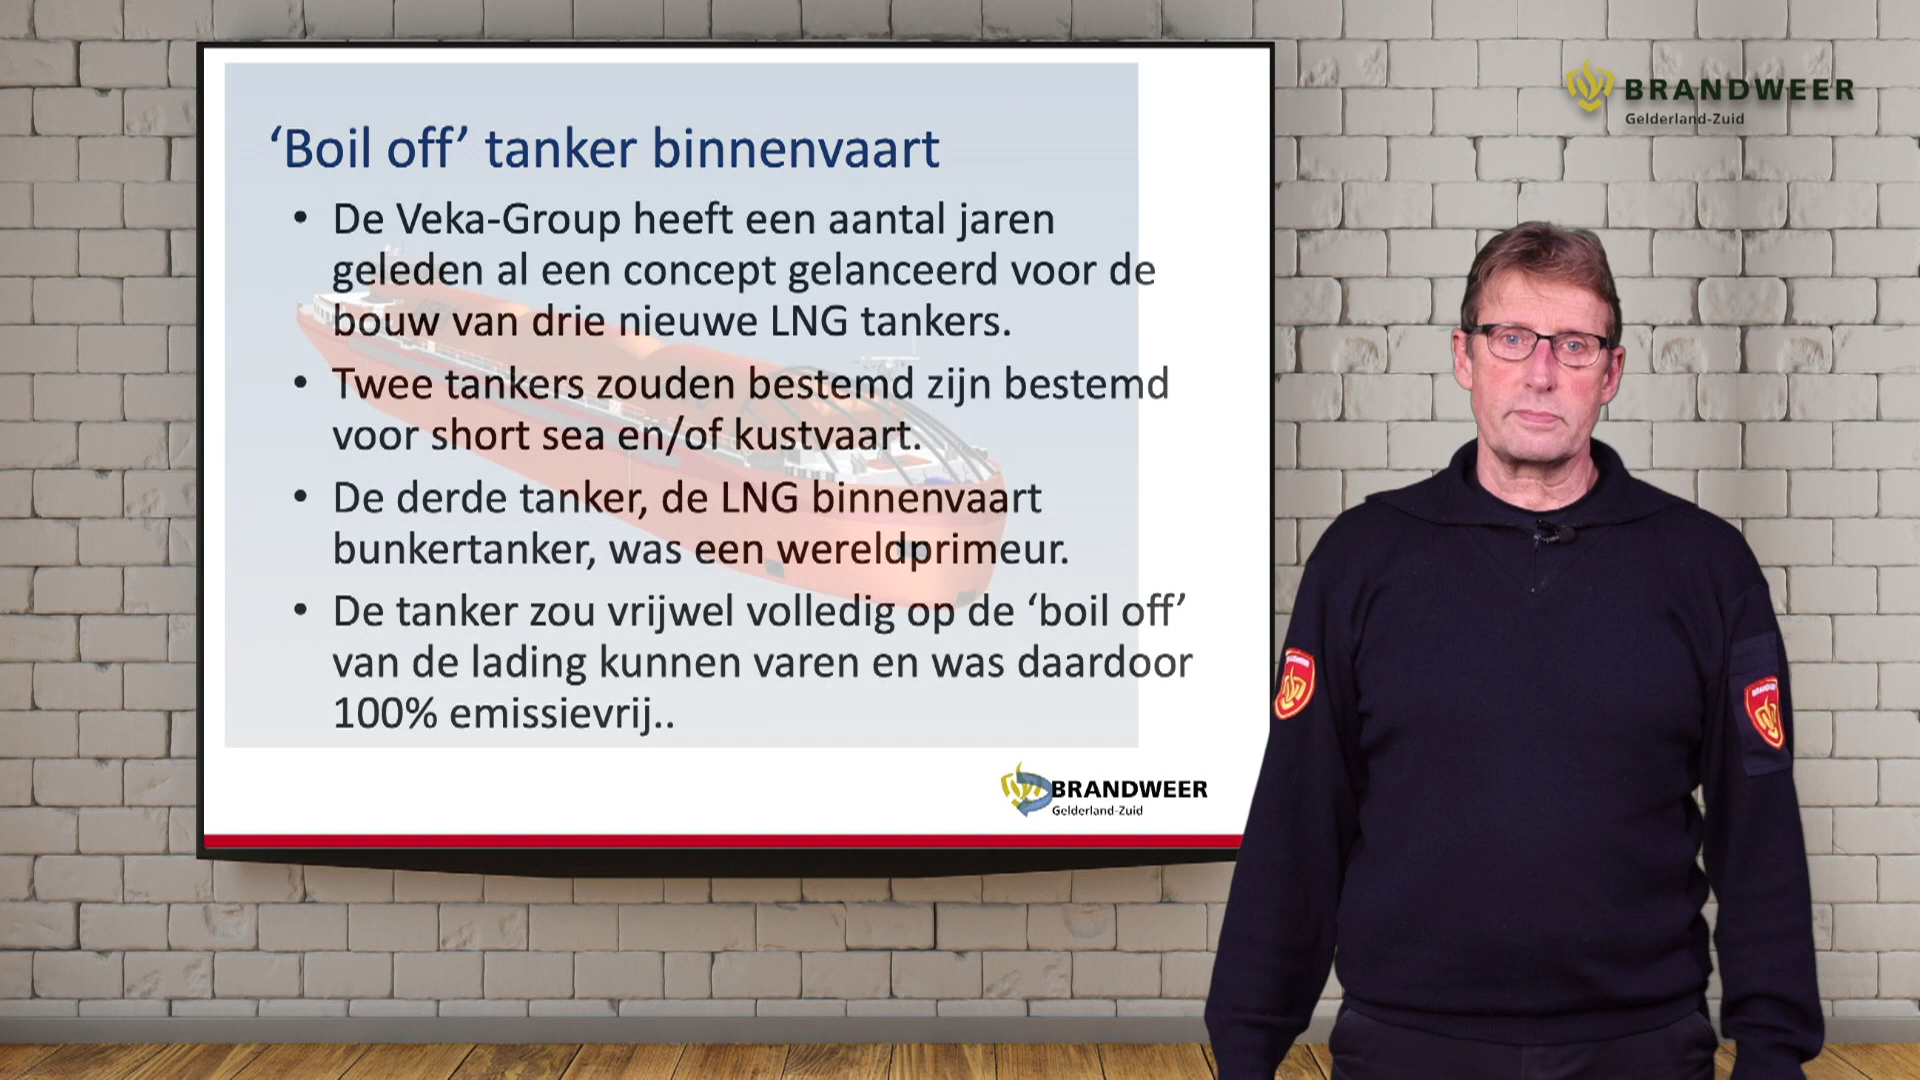 ‘Boil off’ tanker binnenvaart
• De Veka-Group heeft een aantal jaren
geleden al een concept gelanceerd voor de
bouw van drie nieuwe LNG tankers.
• Twee tankers zouden bestemd zijn bestemd
voor short sea en/of kustvaart.
• De derde tanker, de LNG binnenvaart
bunkertanker, was een wereldprimeur.
• De tanker zou vrijwel volledig op de ‘boil off’
van de lading kunnen varen en was daardoor
100% emissievrij..
BRANDWEER
Gelderland-Zuid
BRANDWEER
Gelderland-Zuid